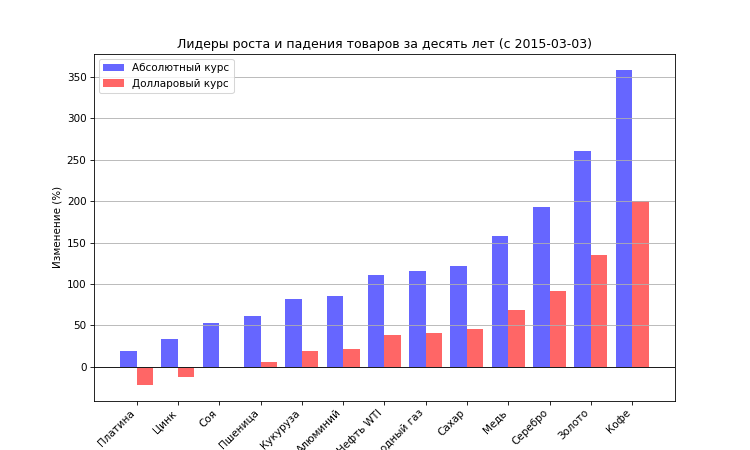 Лидеры роста и падения товаров за десять лет (с 2015-03-03)
Абсолютный курс
Долларовый курс
Изменение (%)
350
300
250
200
150
100
50
0
Платина
Цинк
Соя
Пшеница
Кукуруза
Алюминий
Нефть WTI
одный газ
Сахар
Медь
Серебро
Золото
Кофе